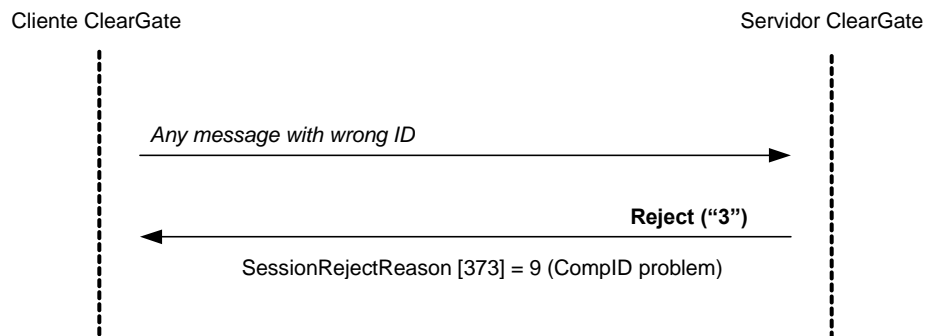 Cliente ClearGate
Servidor ClearGate
Any message with wrong ID
Reject (“3”)
SessionRejectReason [373] = 9 (CompID problem)